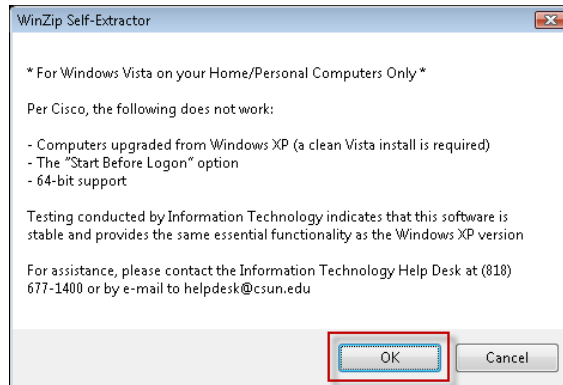 WinZip Self-Extractor
* For Windows Vista on your Home/Personal Computers Only *
Per Cisco, the following does not work:
- Computers upgraded from Windows XP (a clean Vista install is required)
- The "Start Before Logon" option
- 64-bit support
Testing conducted by Information Technology indicates that this software is
stable and provides the same essential functionality as the Windows XP version
For assistance, please contact the Information Technology Help Desk at (818)
677-1400 or by e-mail to helpdesk@csun.edu
OK Cancel